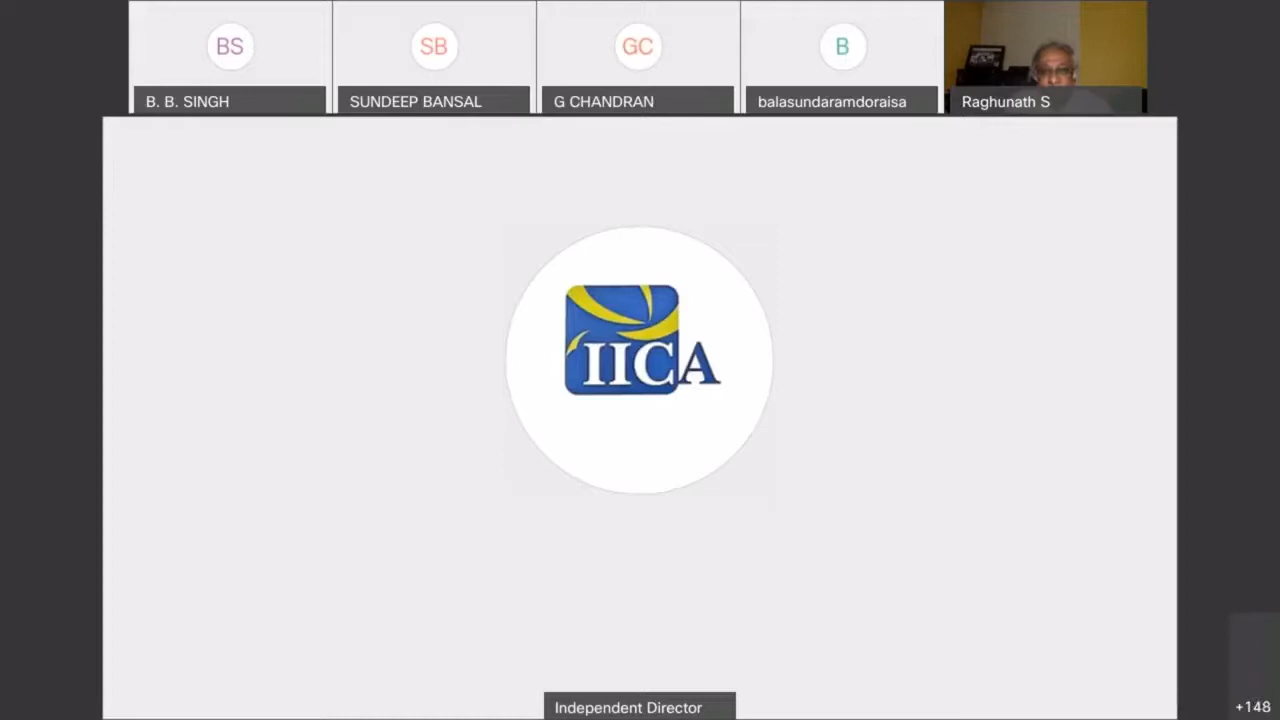 BS
SB
GC
B
B. B. SINGH
SUNDEEP BANSAL
G CHANDRAN
balasundaramdoraisa
Raghunath S
IICA
Independent Director
+148